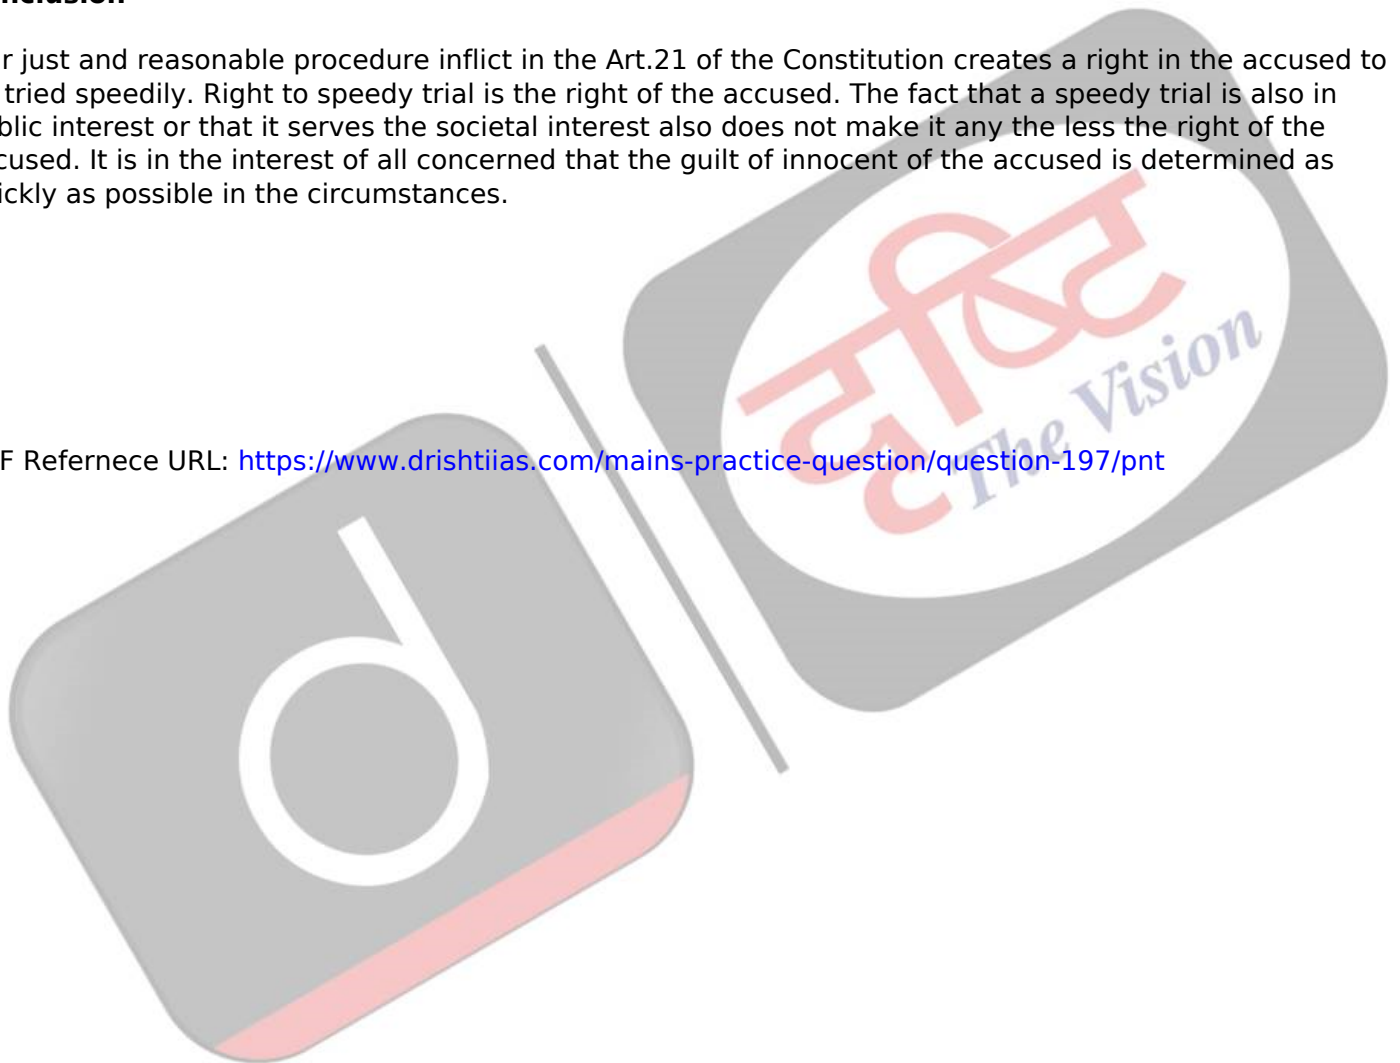 nclusion
r just and reasonable procedure inflict in the Art.21 of the Constitution creates a right in the accused to
tried speedily. Right to speedy trial is the right of the accused. The fact that a speedy trial is also in
blic interest or that it serves the societal interest also does not make it any the less the right of the
cused. It is in the interest of all concerned that the guilt of innocent of the accused is determined as
ickly as possible in the circumstances.
दृष्टि
The Vision
F Refernece URL: https://www.drishtiias.com/mains-practice-question/question-197/pnt
d